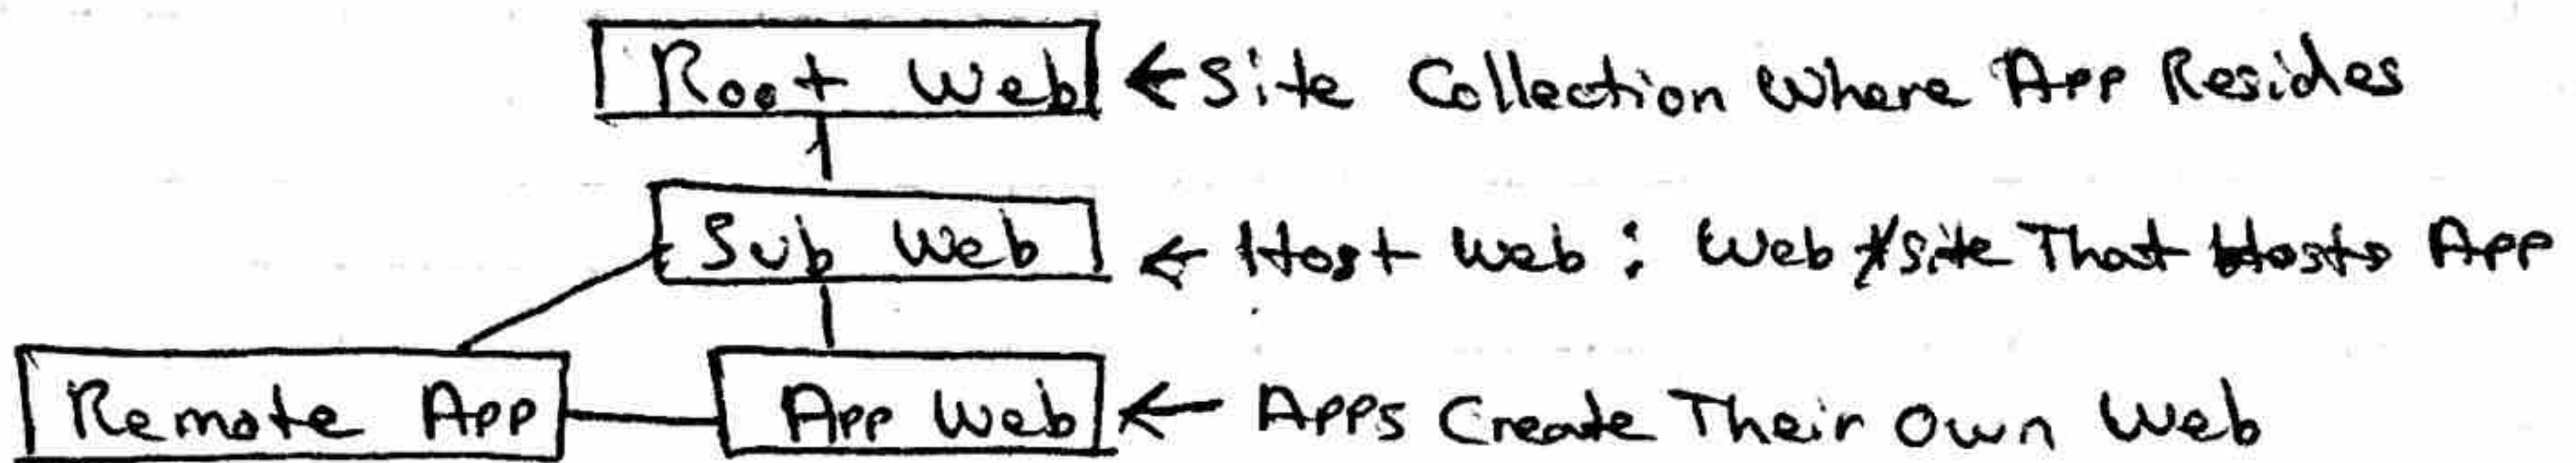 Root Web ← Site Collection Where App Resides
Sub Web ← Host Web : Web /Site That Hosts App
Remote App App Web ← Apps Create Their Own Web